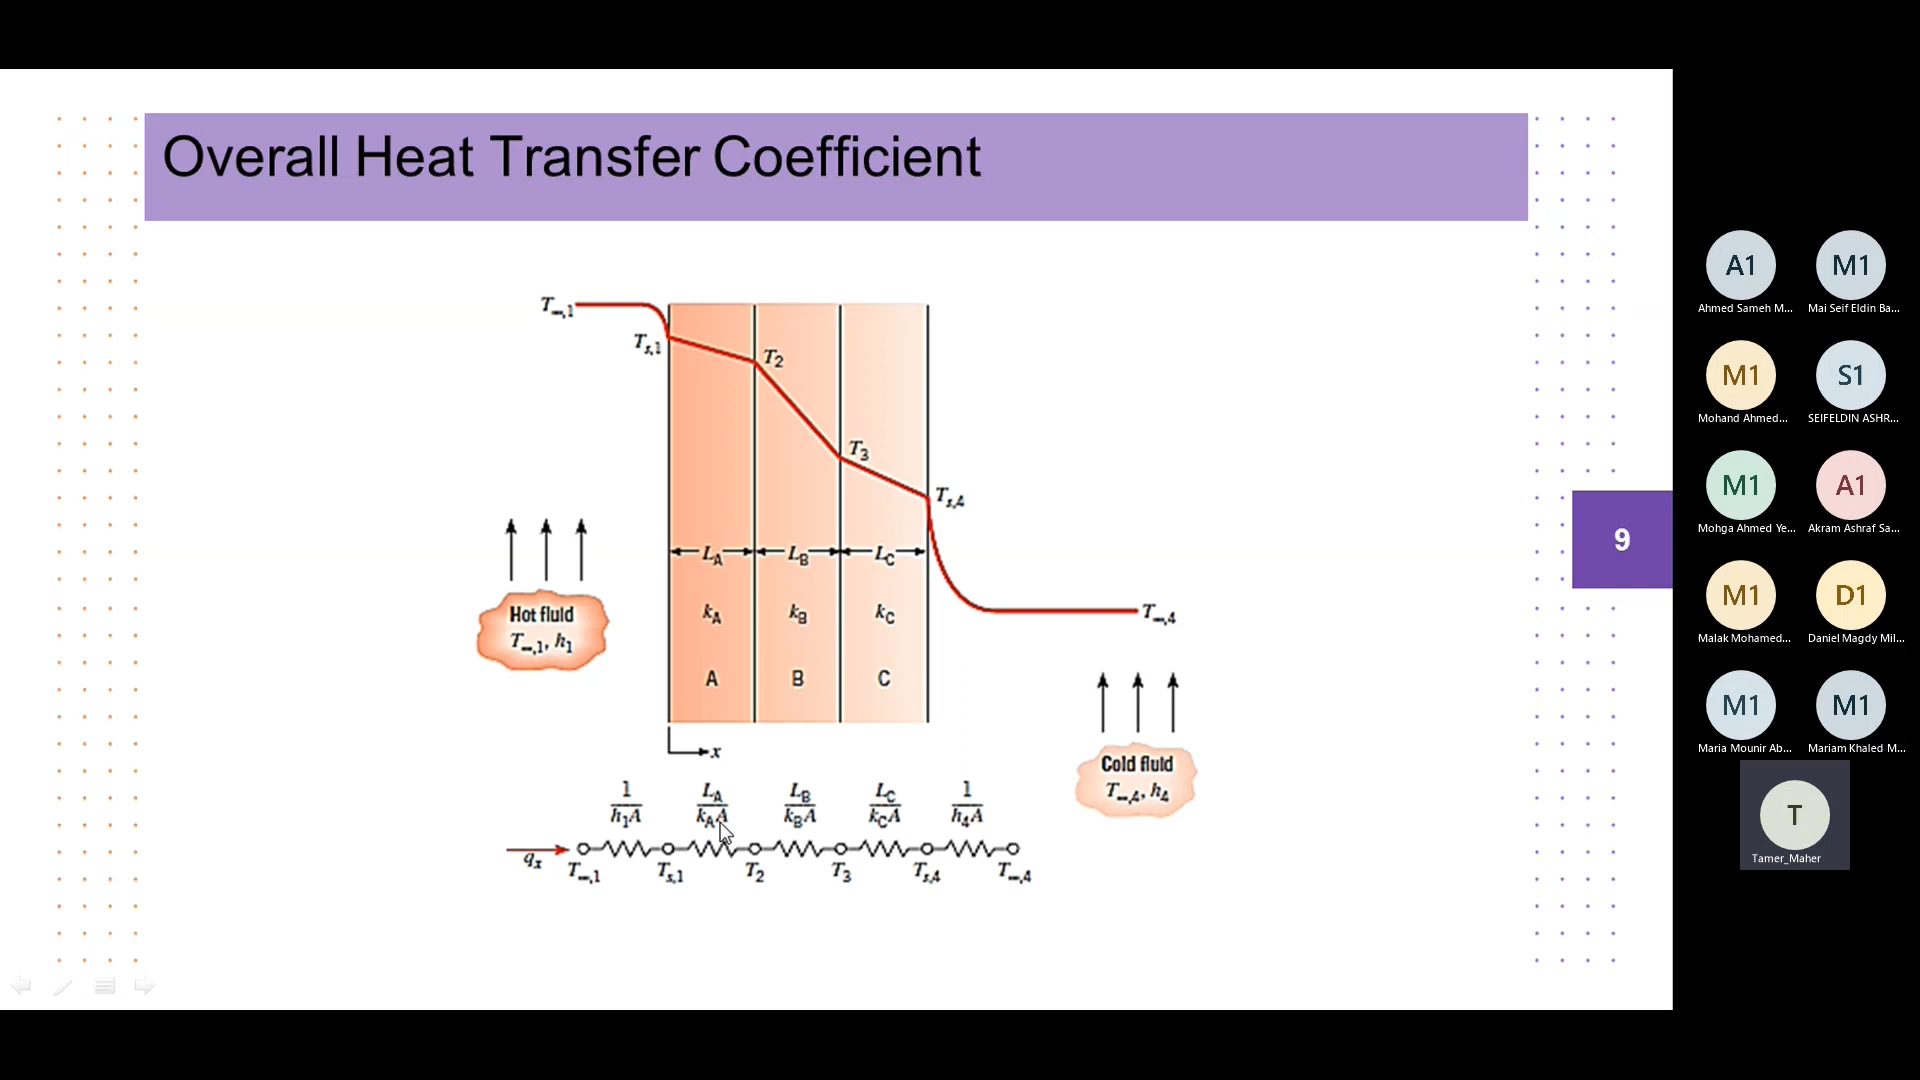 Overall Heat Transfer Coefficient
T∞,1
Ts,1
T2
T3
Ts,4
LA LB LC
Hot fluid
T∞,1, h1
kA kB kC
T∞,4
A B C
x
Cold fluid
T∞,4, h4
1/h1A LA/kAA LB/kBA LC/kCA 1/h4A
qx
T∞,1 Ts,1 T2 T3 Ts,4 T∞,4
9
A1 M1
Ahmed Sameh M... Mai Seif Eldin Ba...
M1 S1
Mohand Ahmed... SEIFELDIN ASHR...
M1 A1
Mohga Ahmed Ye... Akram Ashraf Sa...
M1 D1
Malak Mohamed... Daniel Magdy Mil...
M1 M1
Maria Mounir Ab... Mariam Khaled M...
T
Tamer_Maher